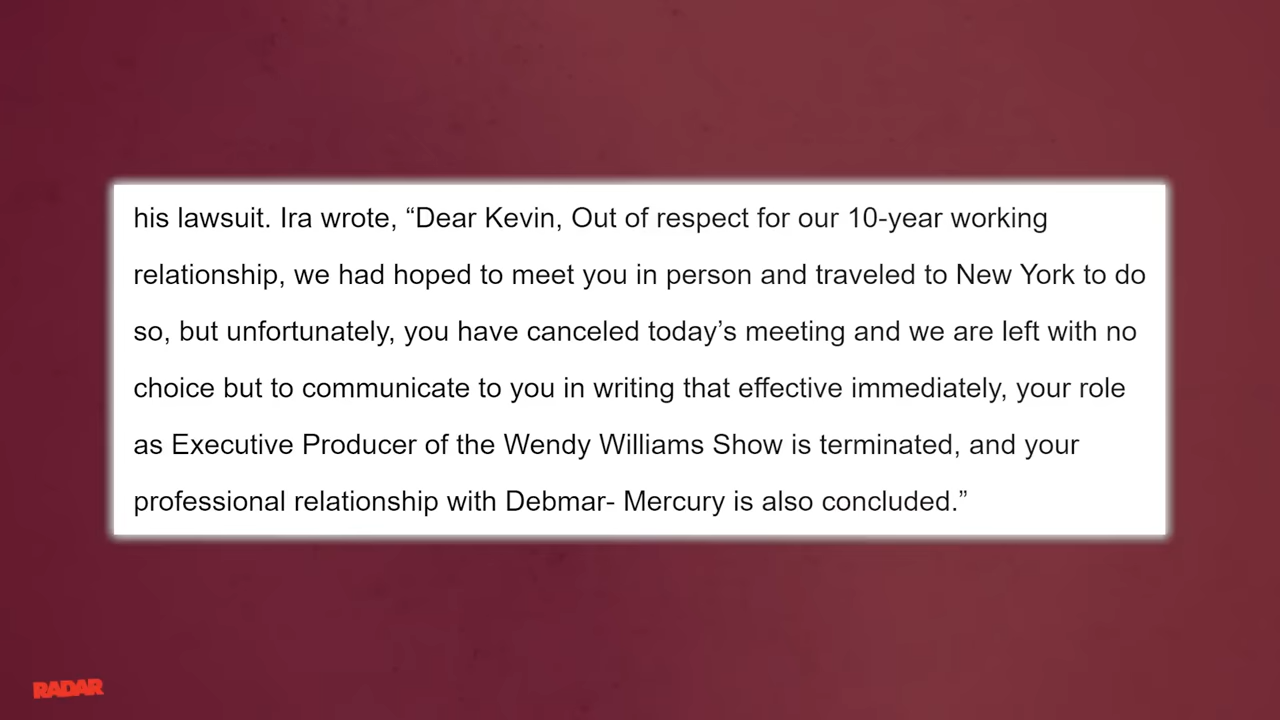 his lawsuit. Ira wrote, “Dear Kevin, Out of respect for our 10-year working
relationship, we had hoped to meet you in person and traveled to New York to do
so, but unfortunately, you have canceled today’s meeting and we are left with no
choice but to communicate to you in writing that effective immediately, your role
as Executive Producer of the Wendy Williams Show is terminated, and your
professional relationship with Debmar- Mercury is also concluded.”
RADAR